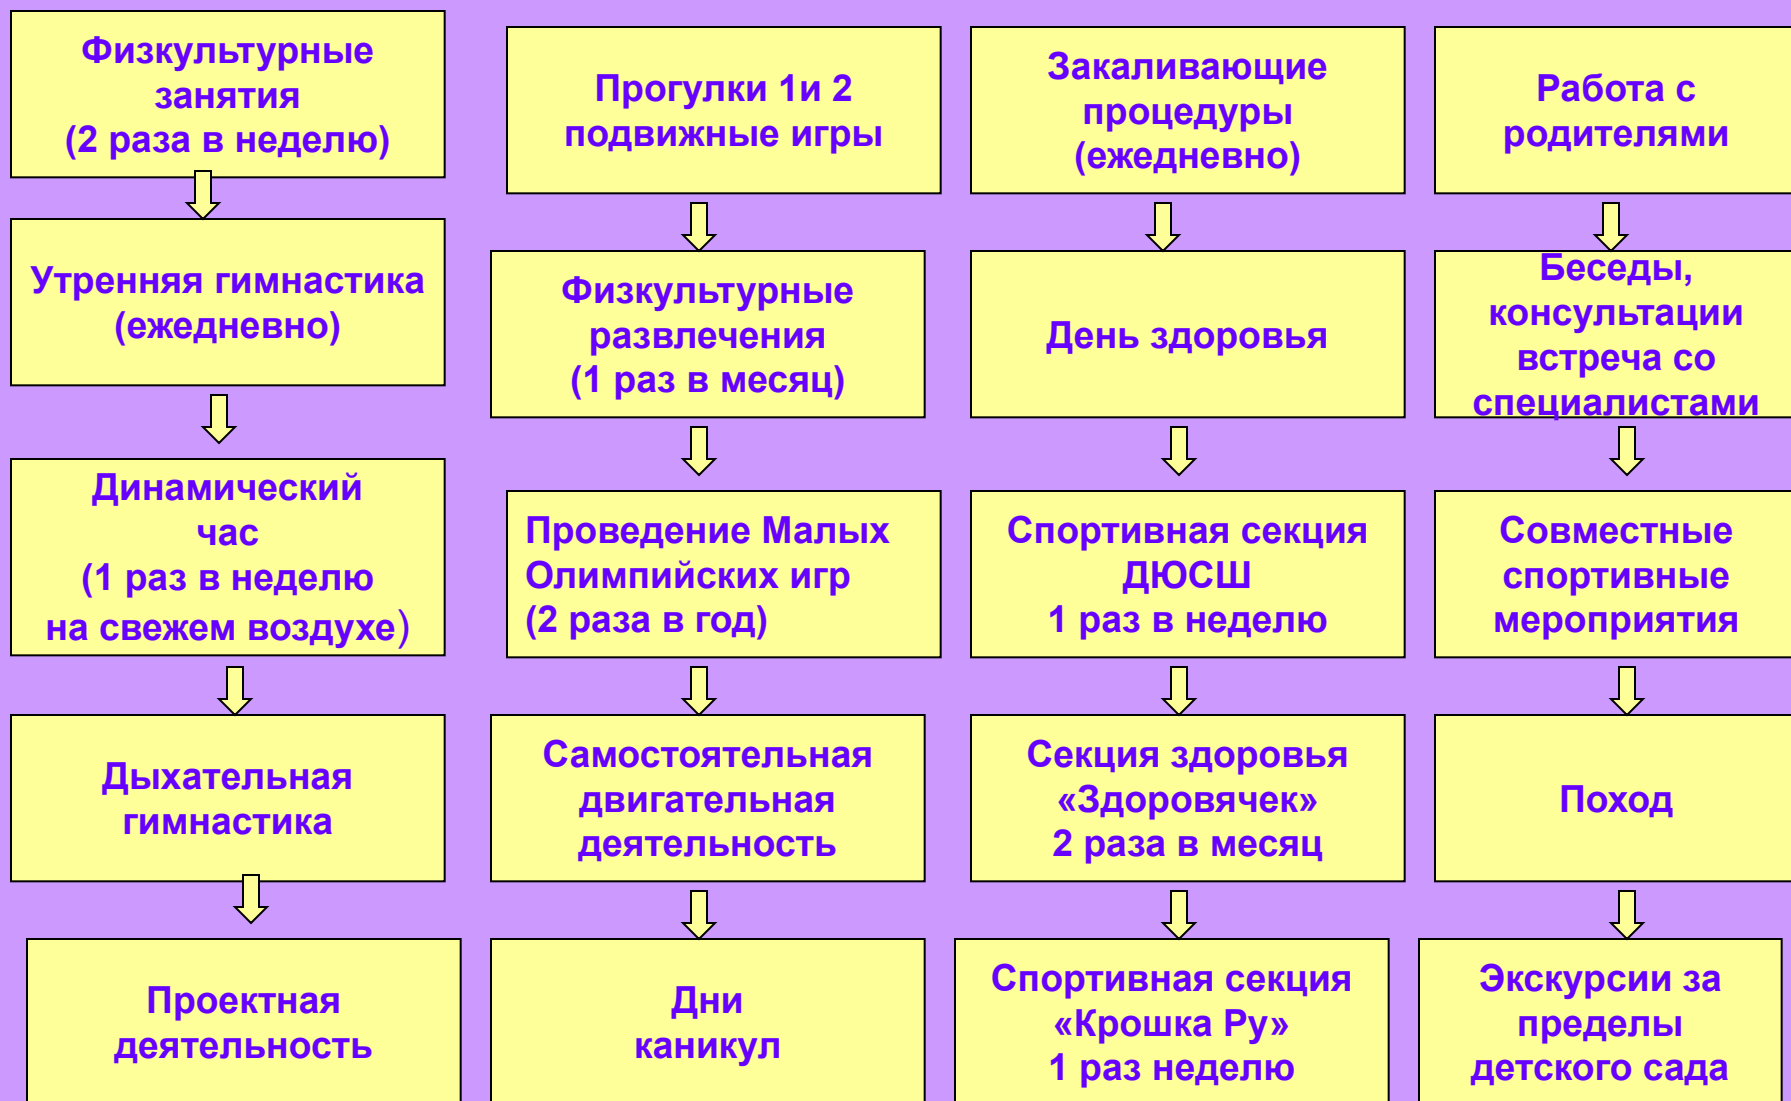 Физкультурные
занятия
(2 раза в неделю)
Утренняя гимнастика
(ежедневно)
Динамический
час
(1 раз в неделю
на свежем воздухе)
Дыхательная
гимнастика
Проектная
деятельность
Прогулки 1и 2
подвижные игры
Физкультурные
развлечения
(1 раз в месяц)
Проведение Малых
Олимпийских игр
(2 раза в год)
Самостоятельная
двигательная
деятельность
Дни
каникул
Закаливающие
процедуры
(ежедневно)
День здоровья
Спортивная секция
ДЮСШ
1 раз в неделю
Секция здоровья
«Здоровячек»
2 раза в месяц
Спортивная секция
«Крошка Ру»
1 раз неделю
Работа с
родителями
Беседы,
консультации
встреча со
специалистами
Совместные
спортивные
мероприятия
Поход
Экскурсии за
пределы
детского сада